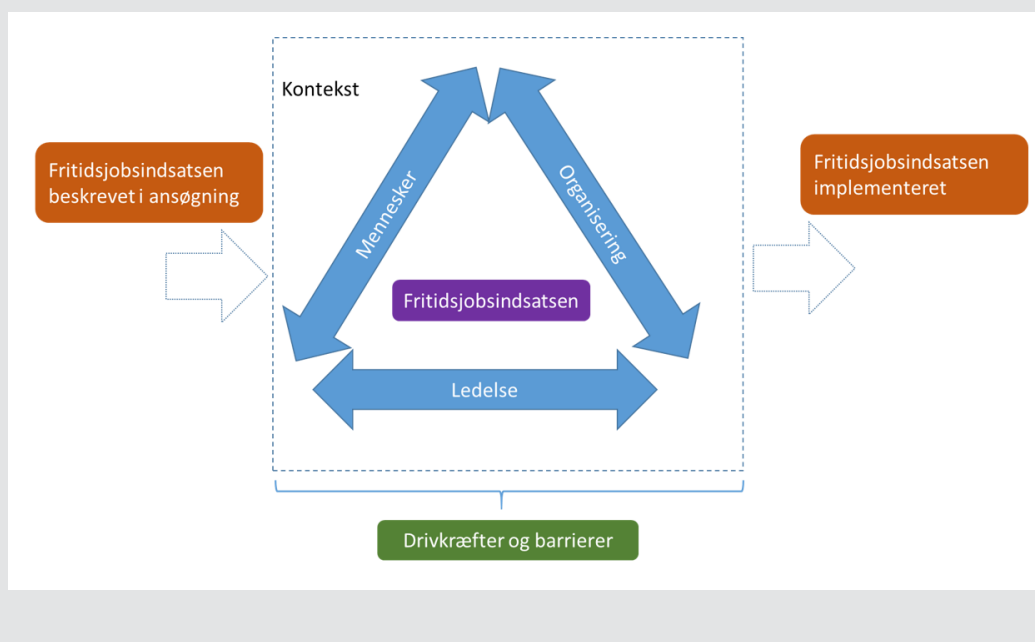 Kontekst
Fritidsjobsindsatsen
beskrevet i ansøgning
Mennesker
Organisering
Fritidsjobsindsatsen
implementeret
Fritidsjobsindsatsen
Ledelse
Drivkræfter og barrierer